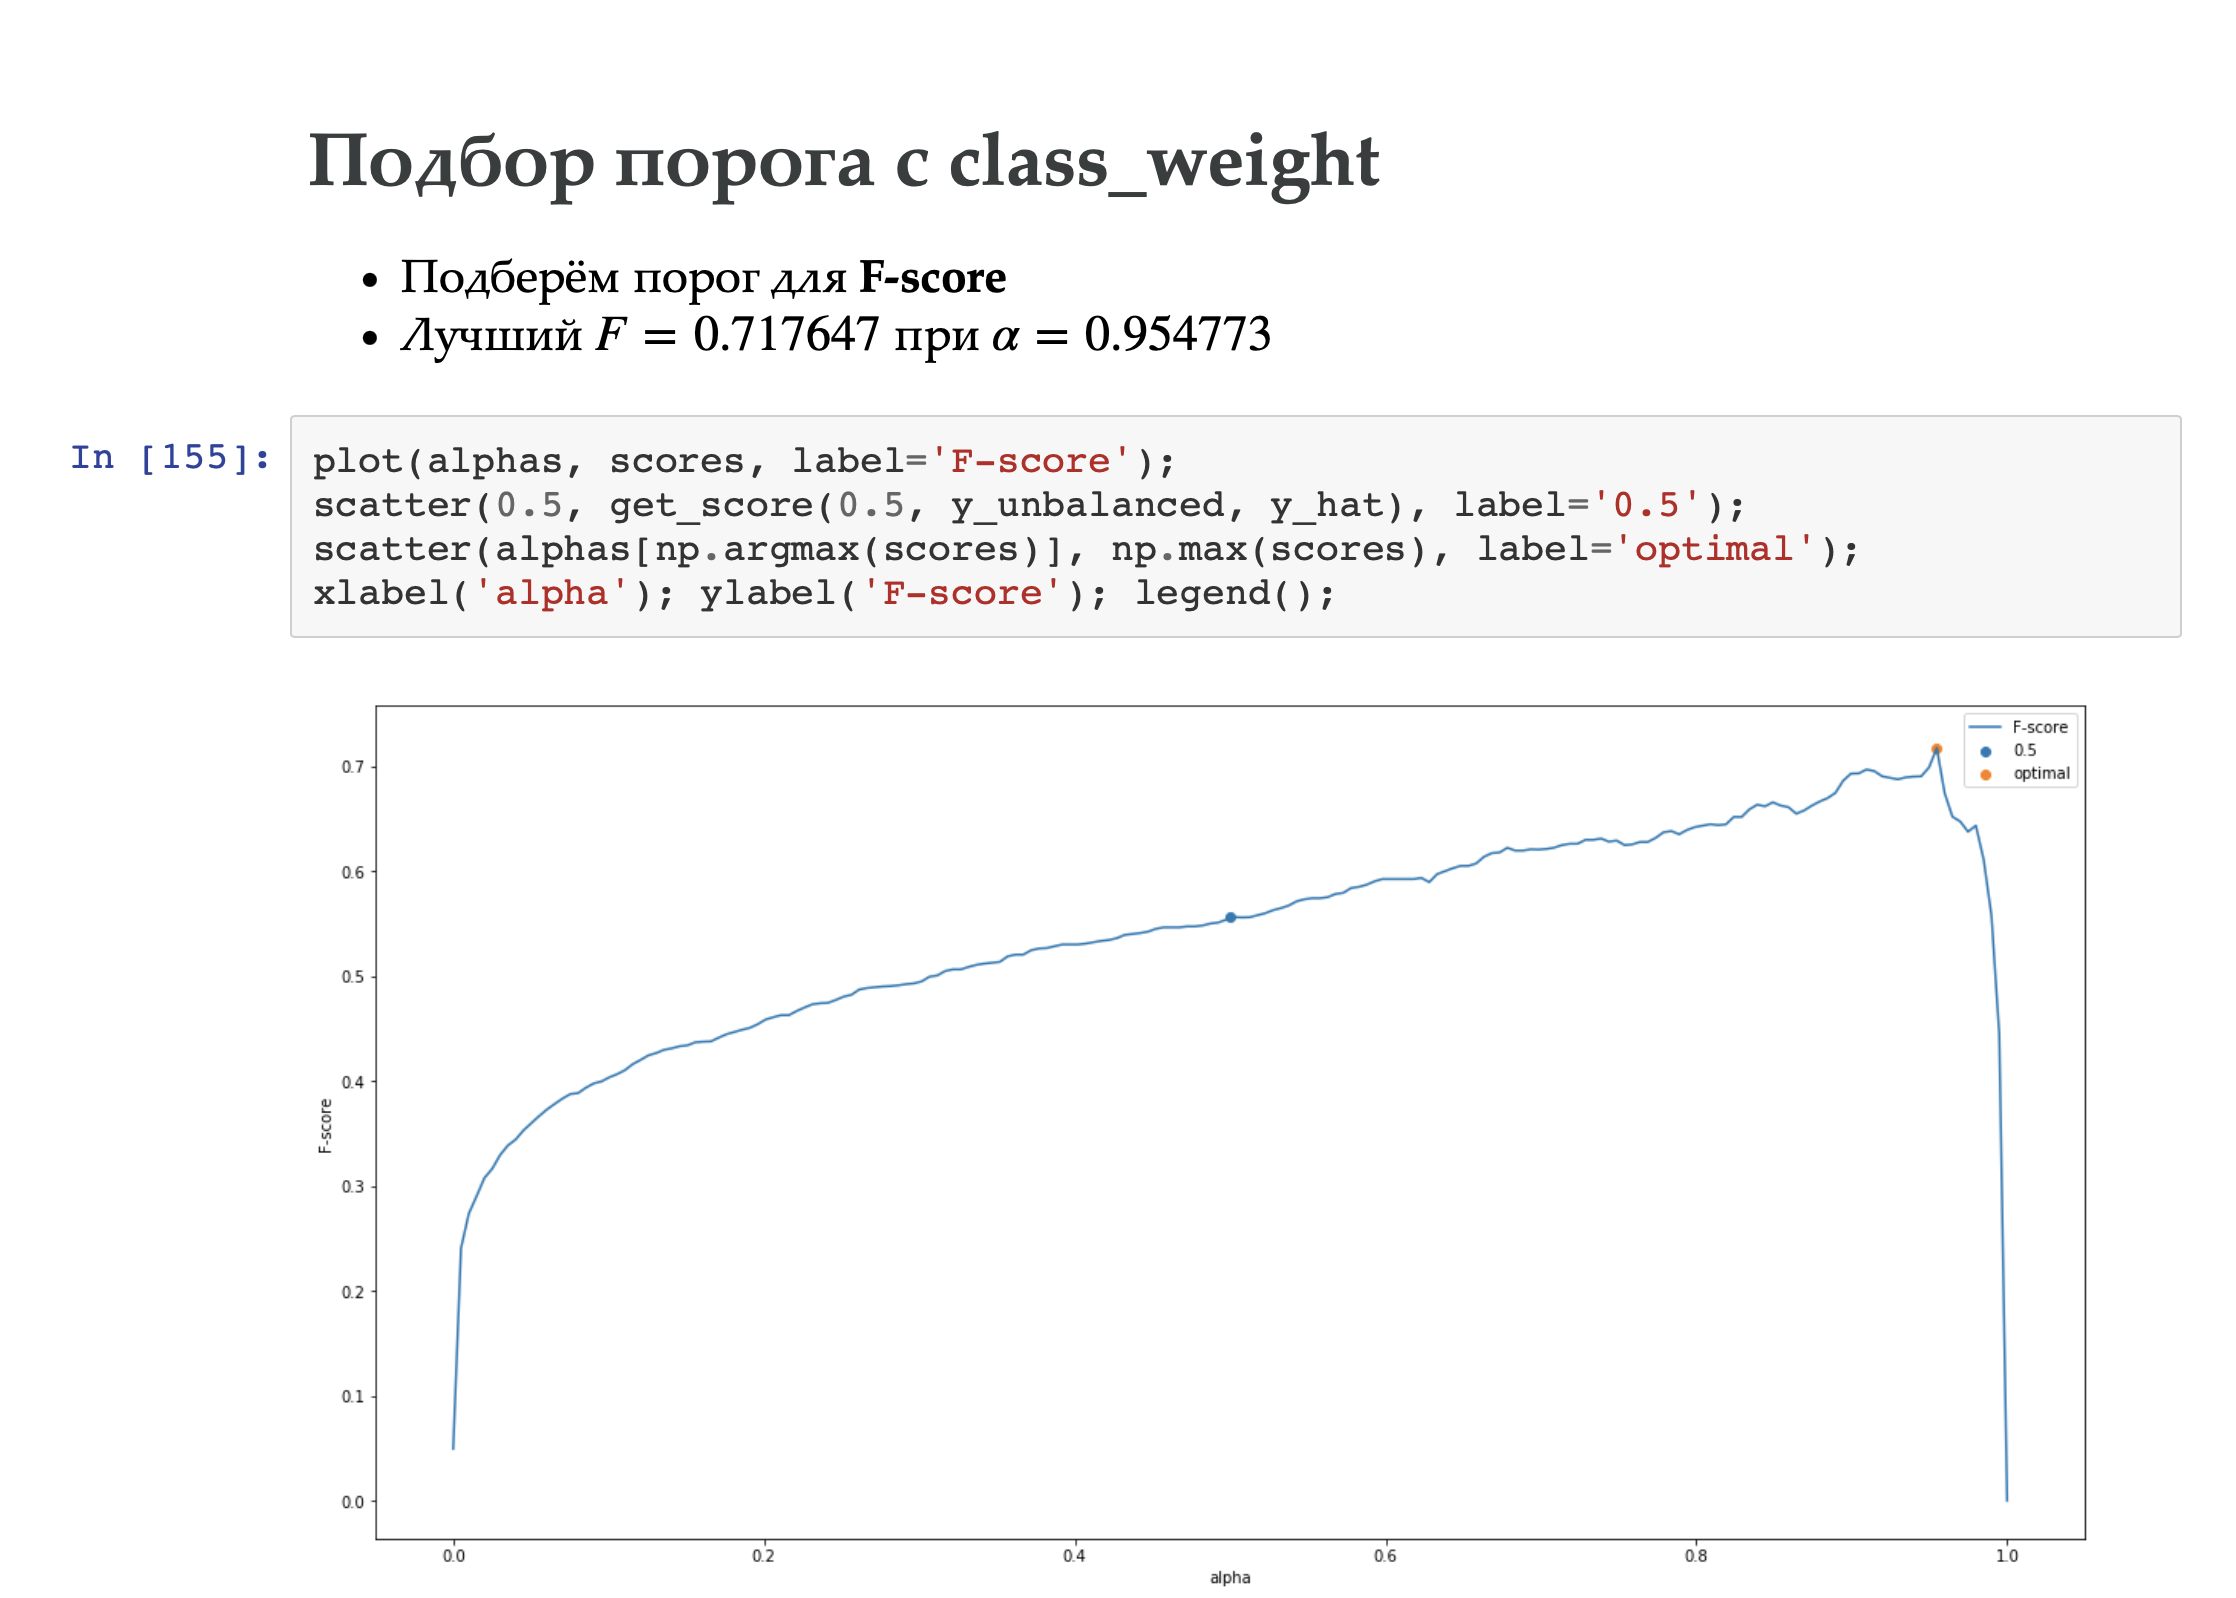 Подбор порога с class_weight
• Подберём порог для F-score
• Лучший F = 0.717647 при α = 0.954773
In [155]:
plot(alphas, scores, label='F-score');
scatter(0.5, get_score(0.5, y_unbalanced, y_hat), label='0.5');
scatter(alphas[np.argmax(scores)], np.max(scores), label='optimal');
xlabel('alpha'); ylabel('F-score'); legend();
F-score
0.5
optimal
0.7
0.6
0.5
0.4
0.3
0.2
0.1
0.0
F-score
0.0 0.2 0.4 0.6 0.8 1.0
alpha